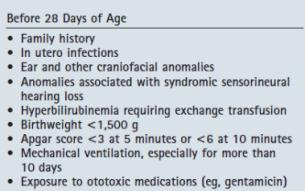 Before 28 Days of Age
• Family history
• In utero infections
• Ear and other craniofacial anomalies
• Anomalies associated with syndromic sensorineural
hearing loss
• Hyperbilirubinemia requiring exchange transfusion
• Birthweight <1,500 g
• Apgar score <3 at 5 minutes or <6 at 10 minutes
• Mechanical ventilation, especially for more than
10 days
• Exposure to ototoxic medications (eg, gentamicin)